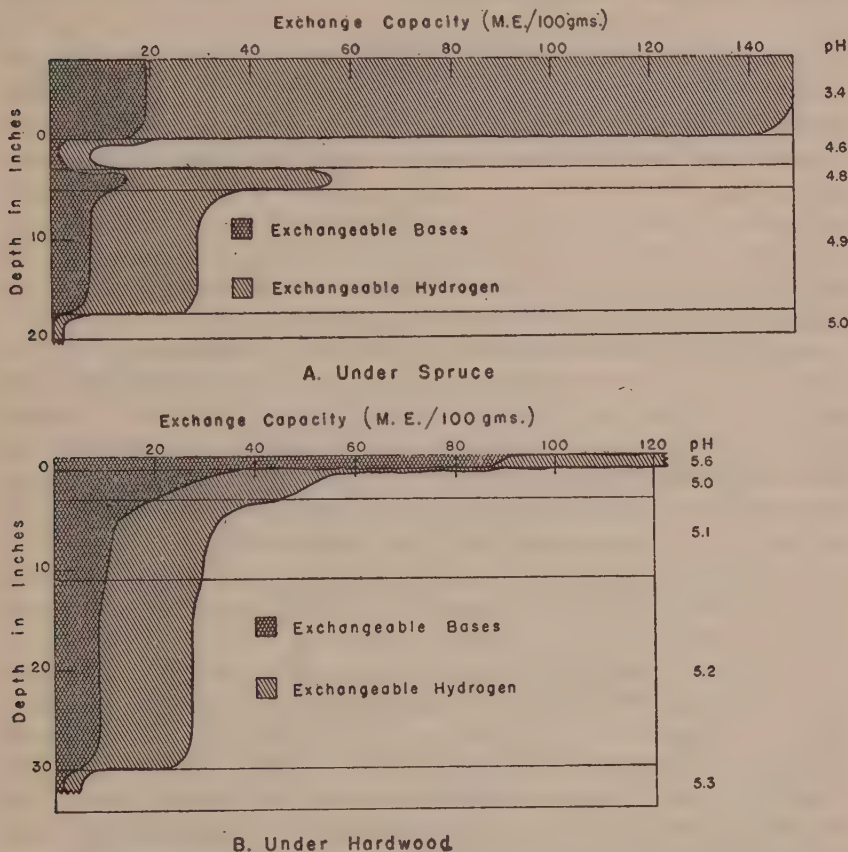 Exchange Capacity (M.E./100gms.)
20 40 60 80 100 120 140
pH
3.4
0
4.6
4.8
Exchangeable Bases
10
4.9
Exchangeable Hydrogen
20
5.0
Depth in Inches
A. Under Spruce
Exchange Capacity (M. E./100 gms.)
20 40 60 80 100 120
pH
0
5.6
5.0
5.1
10
Exchangeable Bases
Exchangeable Hydrogen
20
5.2
30
5.3
Depth in Inches
B. Under Hardwood